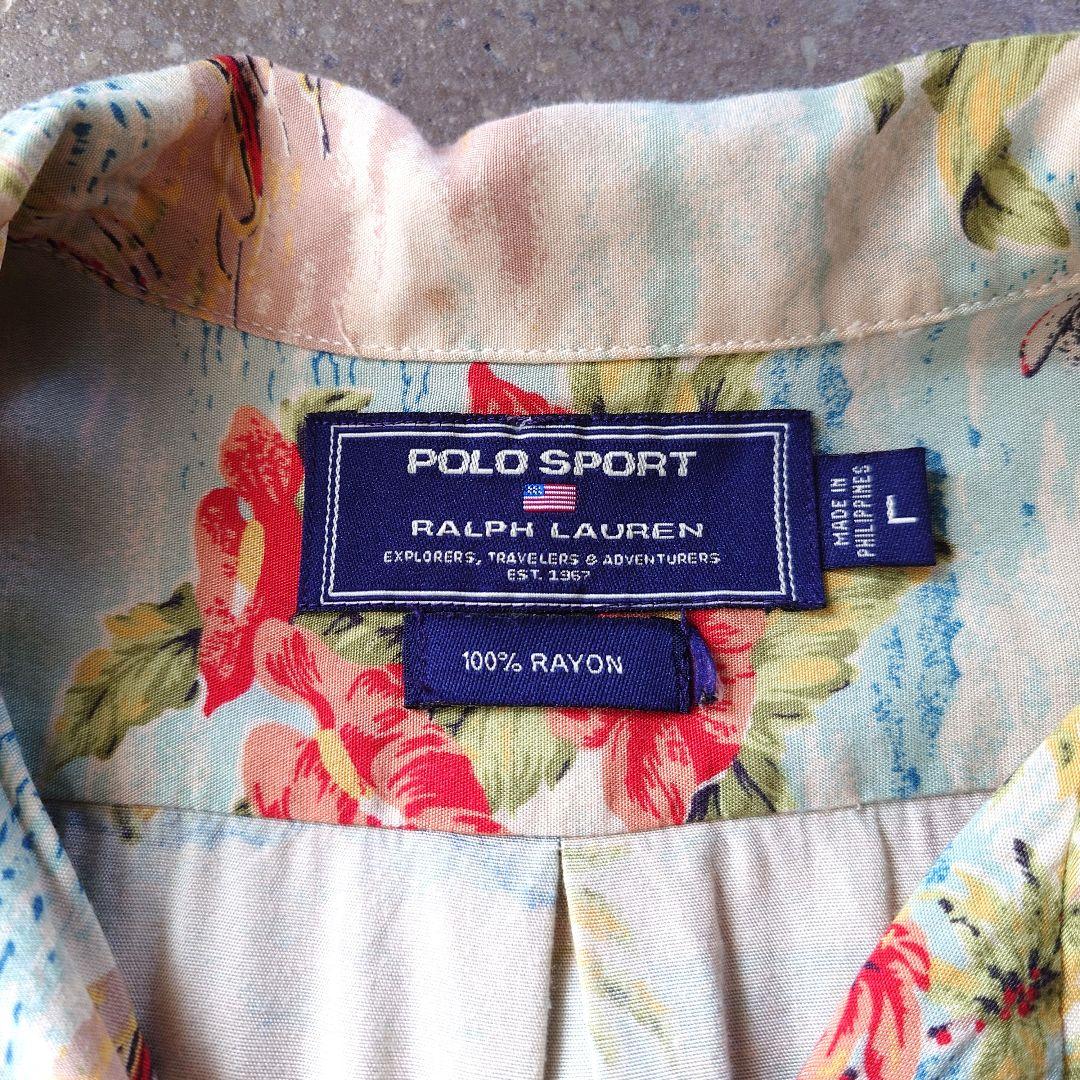 POLO SPORT
RALPH LAUREN
EXPLORERS, TRAVELERS & ADVENTURERS
EST. 1967
MADE IN
PHILIPPINES
L
100% RAYON